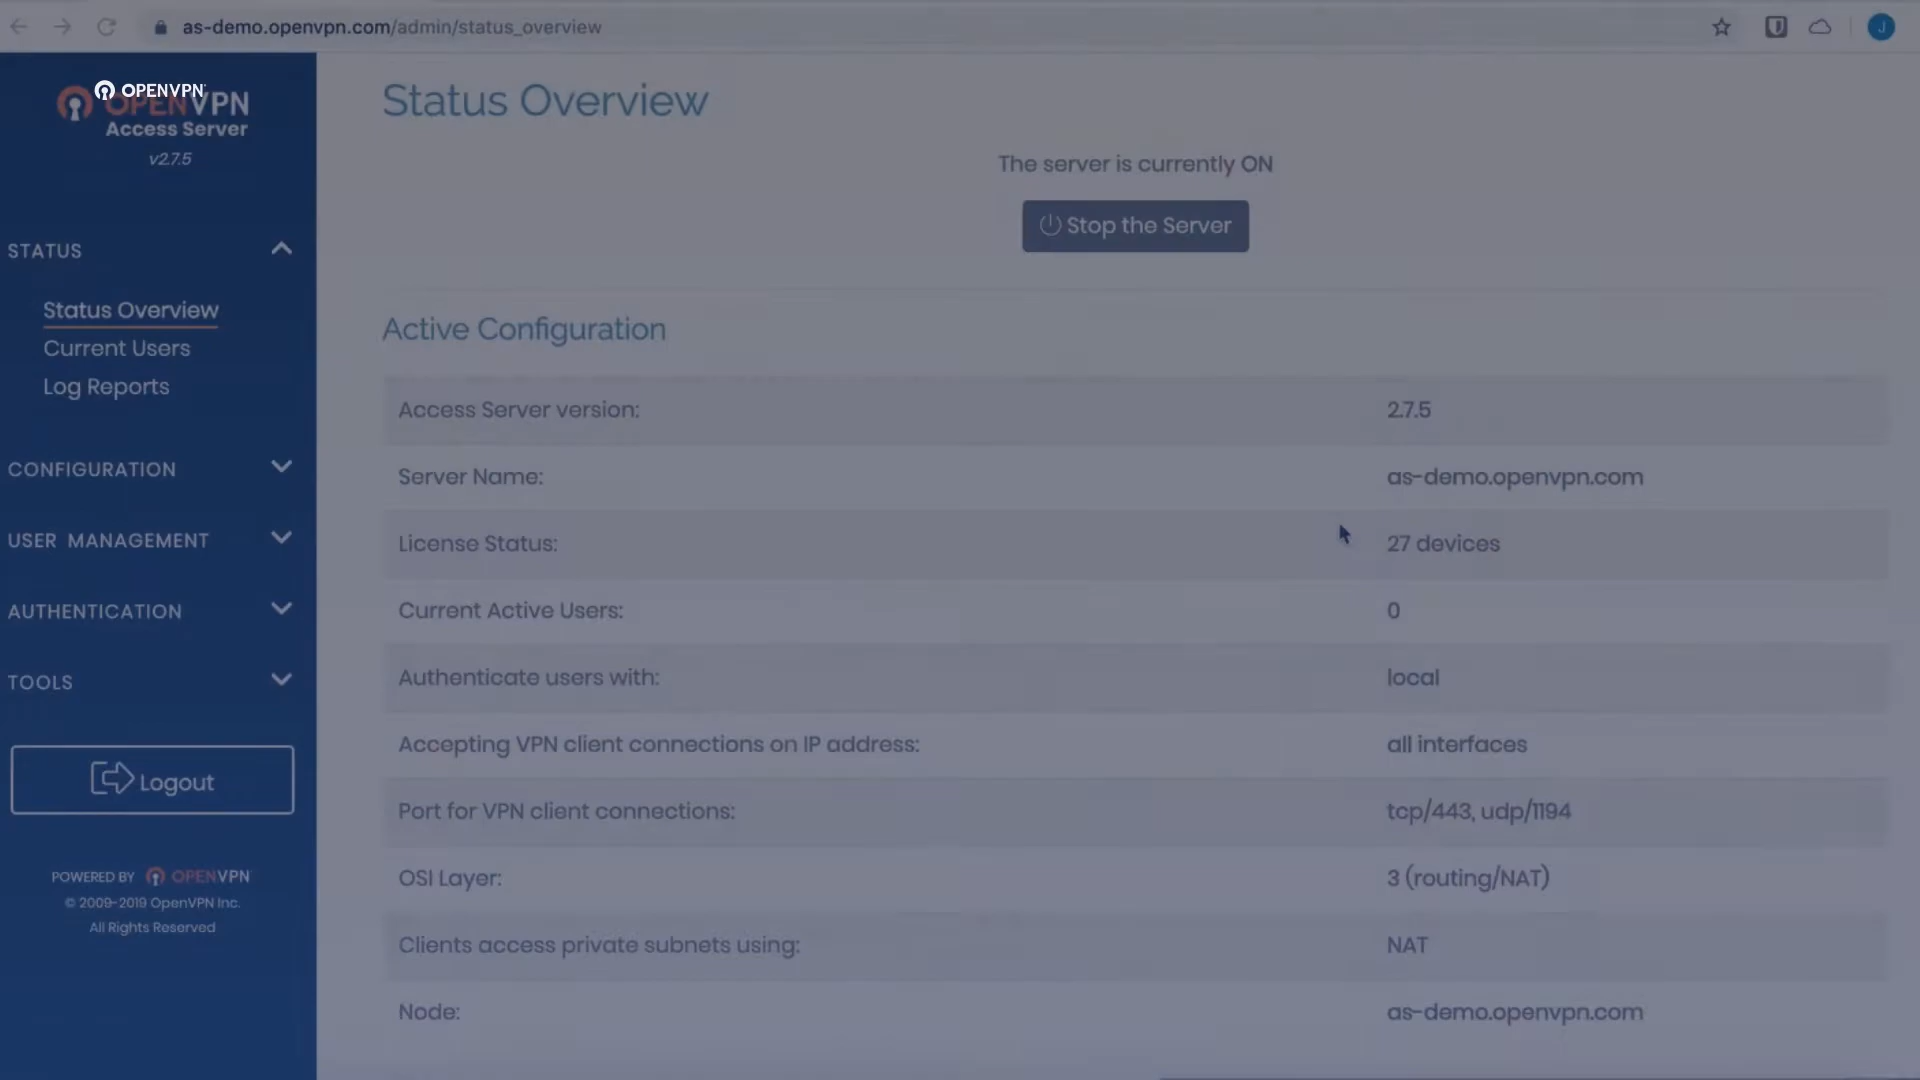 as-demo.openvpn.com/admin/status_overview
J
OPENVPN
OPENVPN
Access Server
v2.7.5
STATUS
Status Overview
Current Users
Log Reports
CONFIGURATION
USER MANAGEMENT
AUTHENTICATION
TOOLS
Logout
POWERED BY OPENVPN
© 2009-2019 OpenVPN Inc.
All Rights Reserved
Status Overview
The server is currently ON
Stop the Server
Active Configuration
Access Server version: 2.7.5
Server Name: as-demo.openvpn.com
License Status: 27 devices
Current Active Users: 0
Authenticate users with: local
Accepting VPN client connections on IP address: all interfaces
Port for VPN client connections: tcp/443, udp/1194
OSI Layer: 3 (routing/NAT)
Clients access private subnets using: NAT
Node: as-demo.openvpn.com